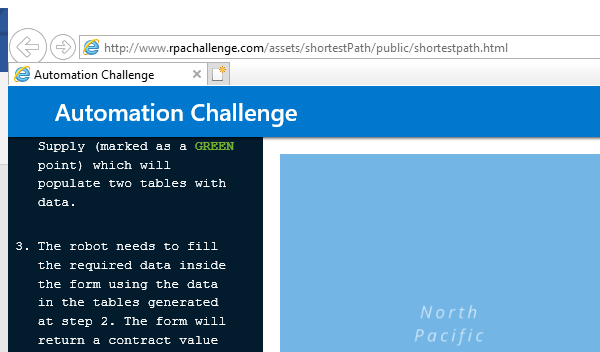 http://www.rpachallenge.com/assets/shortestPath/public/shortestpath.html
Automation Challenge
Automation Challenge
Supply (marked as a GREEN
point) which will
populate two tables with
data.
3. The robot needs to fill
the required data inside
the form using the data
in the tables generated
at step 2. The form will
return a contract value
North
Pacific